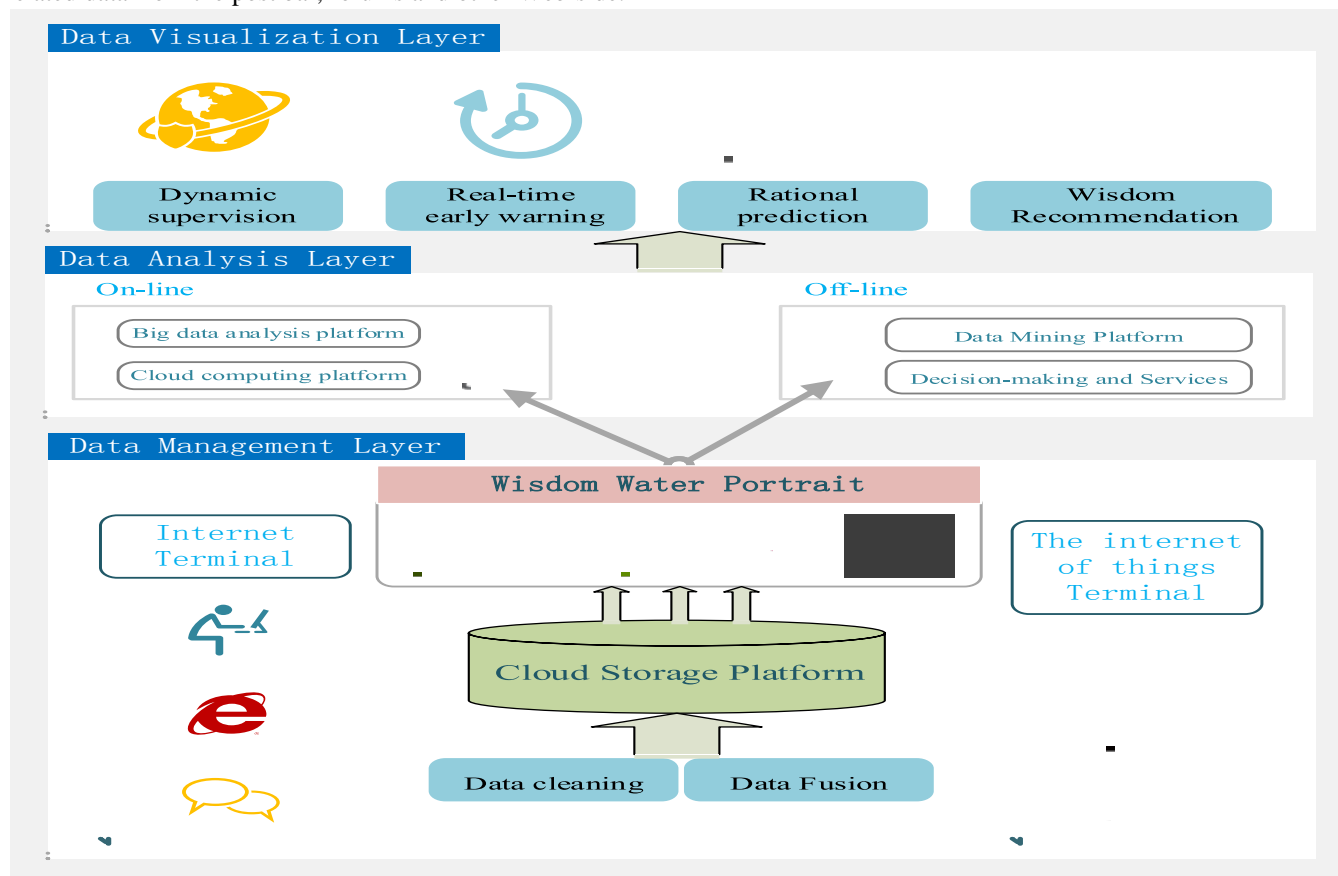 Data Visualization Layer
Dynamic
supervision
Real-time
early warning
Rational
prediction
Wisdom
Recommendation
Data Analysis Layer
On-line
Off-line
Big data analysis platform
Cloud computing platform
Data Mining Platform
Decision-making and Services
Data Management Layer
Wisdom Water Portrait
Internet
Terminal
The internet
of things
Terminal
Cloud Storage Platform
Data cleaning
Data Fusion